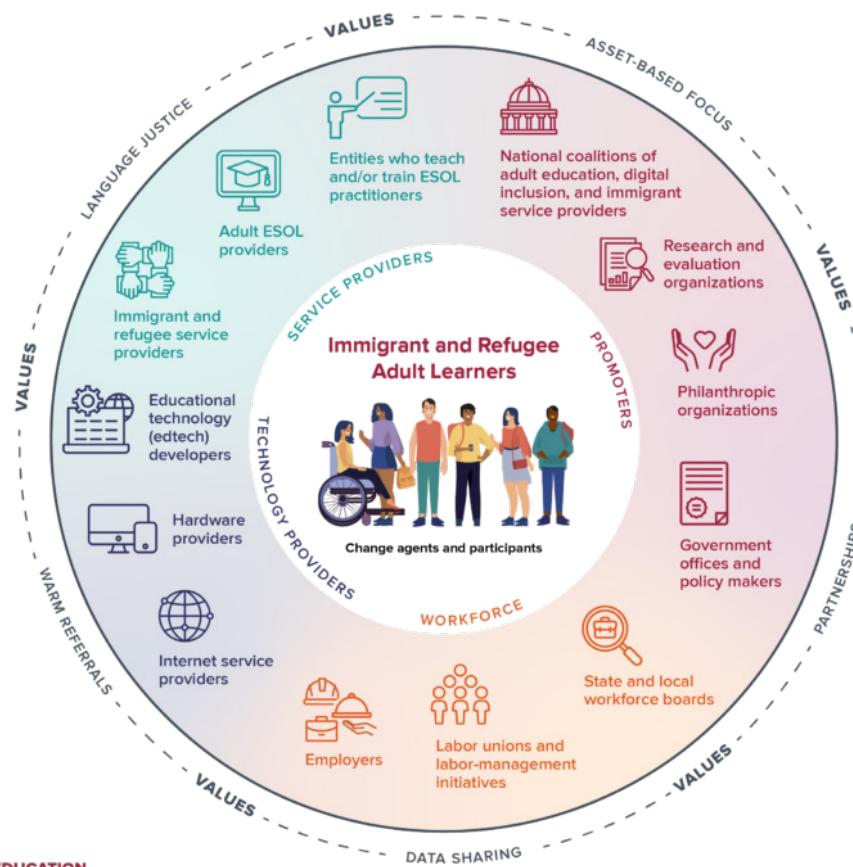 VALUES
ASSET-BASED FOCUS
LANGUAGE JUSTICE
Entities who teach
and/or train ESOL
practitioners
National coalitions of
adult education, digital
inclusion, and immigrant
service providers
Adult ESOL
providers
Research and
evaluation
organizations
VALUES
SERVICE PROVIDERS
Immigrant and
refugee service
providers
Immigrant and Refugee
Adult Learners
PROMOTERS
VALUES
Philanthropic
organizations
Educational
technology
(edtech)
developers
TECHNOLOGY PROVIDERS
Hardware
providers
Change agents and participants
Government
offices and
policy makers
PARTNERSHIPS
WARM REFERRALS
WORKFORCE
Internet service
providers
State and local
workforce boards
Employers
Labor unions and
labor-management
initiatives
VALUES
VALUES
DATA SHARING
EDUCATION